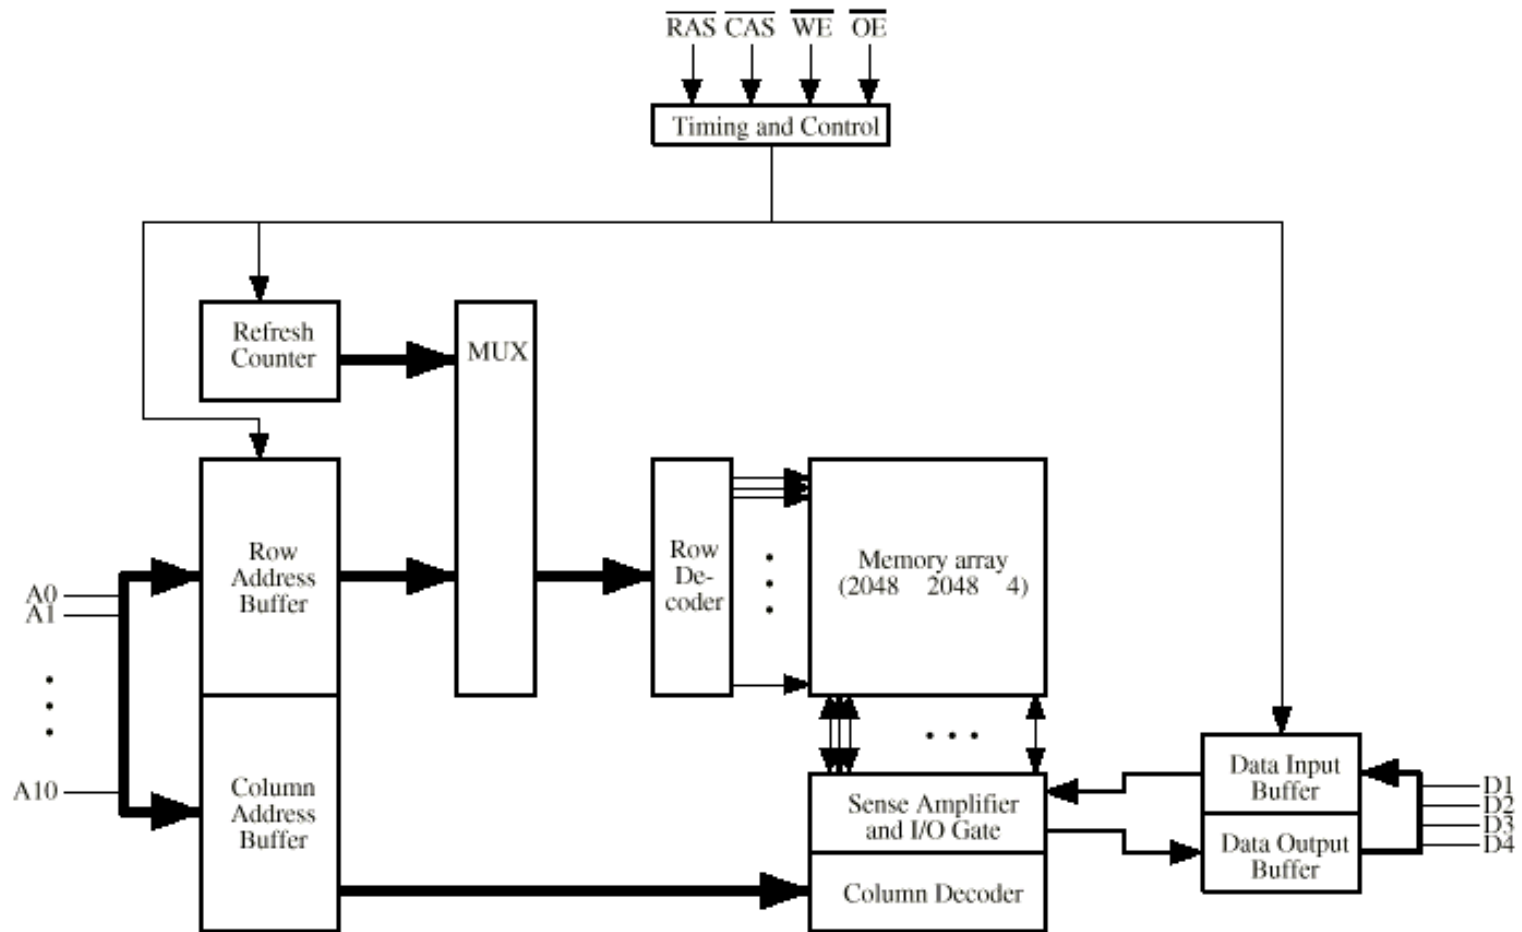 RAS CAS WE OE
Timing and Control
Refresh
Counter
MUX
Row
Address
Buffer
Row
De-
coder
Memory array
(2048 2048 4)
A0
A1
A10
Column
Address
Buffer
Sense Amplifier
and I/O Gate
Column Decoder
Data Input
Buffer
Data Output
Buffer
D1
D2
D3
D4